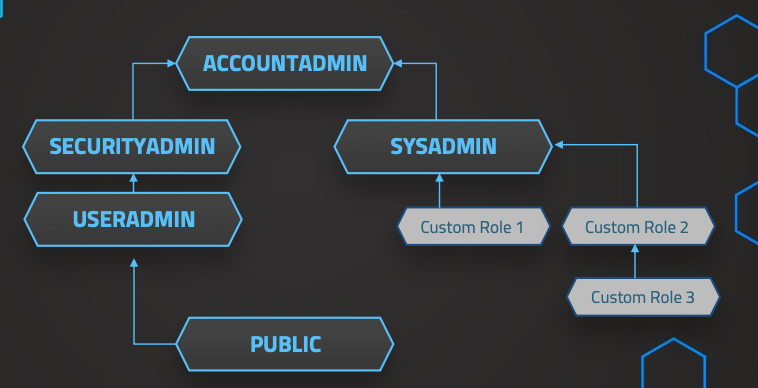 ACCOUNTADMIN
SECURITYADMIN
SYSADMIN
USERADMIN
Custom Role 1
Custom Role 2
Custom Role 3
PUBLIC